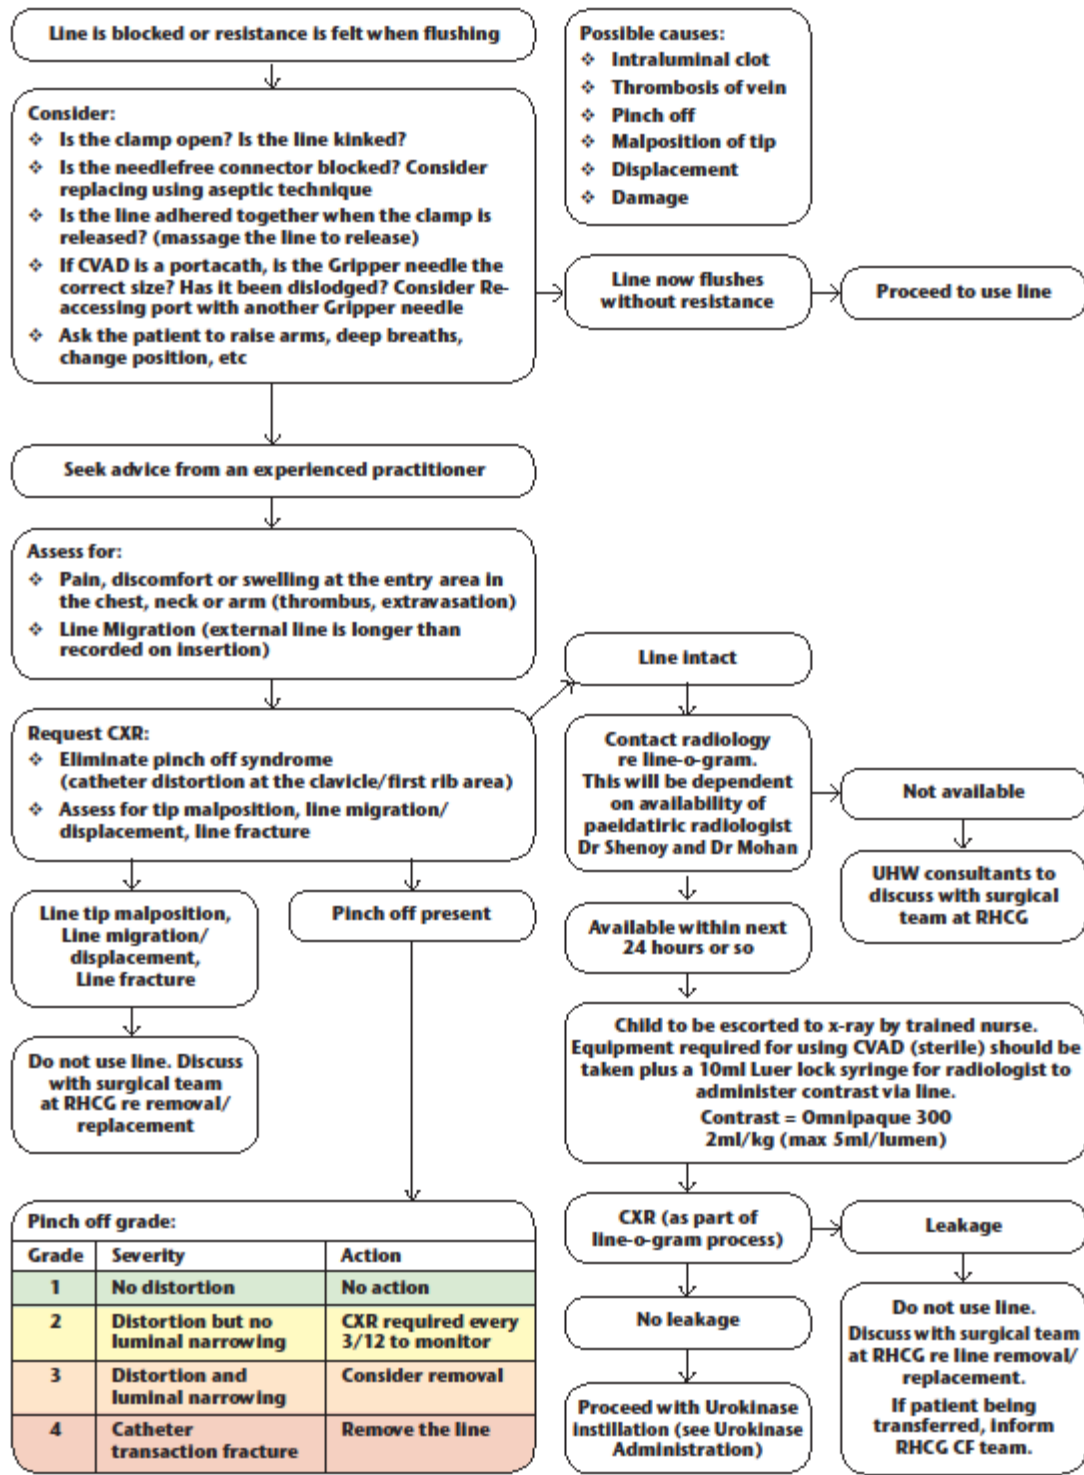 Line is blocked or resistance is felt when flushing
Possible causes:
❖ Intraluminal clot
❖ Thrombosis of vein
❖ Pinch off
❖ Malposition of tip
❖ Displacement
❖ Damage
Consider:
❖ Is the clamp open? Is the line kinked?
❖ Is the needlefree connector blocked? Consider
replacing using aseptic technique
❖ Is the line adhered together when the clamp is
released? (massage the line to release)
❖ If CVAD is a portacath, is the Gripper needle the
correct size? Has it been dislodged? Consider Re-
accessing port with another Gripper needle
❖ Ask the patient to raise arms, deep breaths,
change position, etc
Line now flushes
without resistance
Proceed to use line
Seek advice from an experienced practitioner
Assess for:
❖ Pain, discomfort or swelling at the entry area in
the chest, neck or arm (thrombus, extravasation)
❖ Line Migration (external line is longer than
recorded on insertion)
Request CXR:
❖ Eliminate pinch off syndrome
(catheter distortion at the clavicle/first rib area)
❖ Assess for tip malposition, line migration/
displacement, line fracture
Line intact
Contact radiology
re line-o-gram.
This will be dependent
on availability of
paeidatiric radiologist
Dr Shenoy and Dr Mohan
Not available
UHW consultants to
discuss with surgical
team at RHCG
Line tip malposition,
Line migration/
displacement,
Line fracture
Pinch off present
Available within next
24 hours or so
Do not use line. Discuss
with surgical team
at RHCG re removal/
replacement
Child to be escorted to x-ray by trained nurse.
Equipment required for using CVAD (sterile) should be
taken plus a 10ml Luer lock syringe for radiologist to
administer contrast via line.
Contrast = Omnipaque 300
2ml/kg (max 5ml/lumen)
CXR (as part of
line-o-gram process)
Leakage
No leakage
Do not use line.
Discuss with surgical team
at RHCG re line removal/
replacement.
If patient being
transferred, inform
RHCG CF team.
Proceed with Urokinase
instillation (see Urokinase
Administration)
Pinch off grade:
Grade Severity Action
1 No distortion No action
2 Distortion but no CXR required every
luminal narrowing 3/12 to monitor
3 Distortion and Consider removal
luminal narrowing
4 Catheter Remove the line
transaction fracture